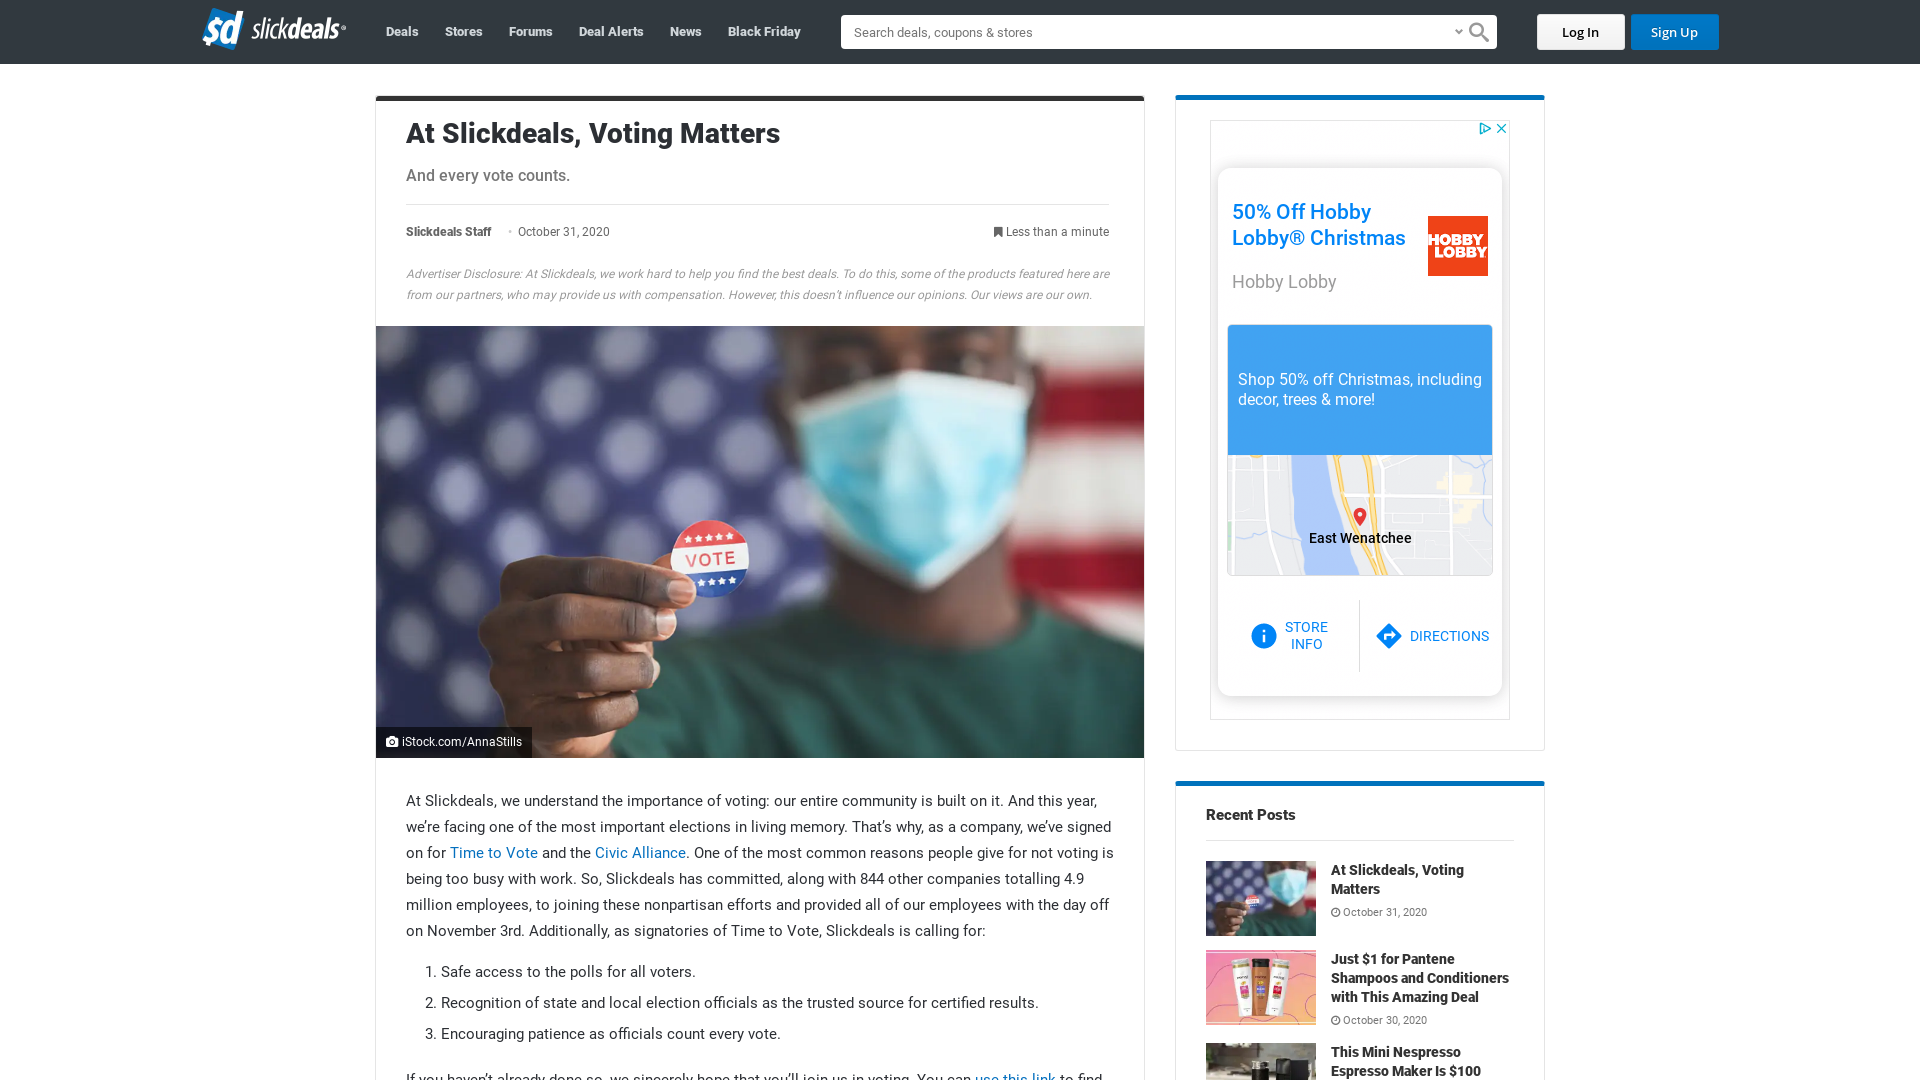 sd slickdeals
Deals Stores Forums Deal Alerts News Black Friday
Search deals, coupons & stores
Log In Sign Up
At Slickdeals, Voting Matters
And every vote counts.
Slickdeals Staff • October 31, 2020 Less than a minute
Advertiser Disclosure: At Slickdeals, we work hard to help you find the best deals. To do this, some of the products featured here are
from our partners, who may provide us with compensation. However, this doesn’t influence our opinions. Our views are our own.
VOTE
iStock.com/AnnaStills
At Slickdeals, we understand the importance of voting: our entire community is built on it. And this year,
we’re facing one of the most important elections in living memory. That’s why, as a company, we’ve signed
on for Time to Vote and the Civic Alliance. One of the most common reasons people give for not voting is
being too busy with work. So, Slickdeals has committed, along with 844 other companies totalling 4.9
million employees, to joining these nonpartisan efforts and provided all of our employees with the day off
on November 3rd. Additionally, as signatories of Time to Vote, Slickdeals is calling for:
1. Safe access to the polls for all voters.
2. Recognition of state and local election officials as the trusted source for certified results.
3. Encouraging patience as officials count every vote.
If you haven’t already done so, we sincerely hope that you’ll join us in voting. You can use this link to find
50% Off Hobby
Lobby® Christmas
Hobby Lobby
HOBBY
LOBBY
Shop 50% off Christmas, including
decor, trees & more!
East Wenatchee
STORE
INFO
DIRECTIONS
Recent Posts
At Slickdeals, Voting
Matters
October 31, 2020
Just $1 for Pantene
Shampoos and Conditioners
with This Amazing Deal
October 30, 2020
This Mini Nespresso
Espresso Maker Is $100